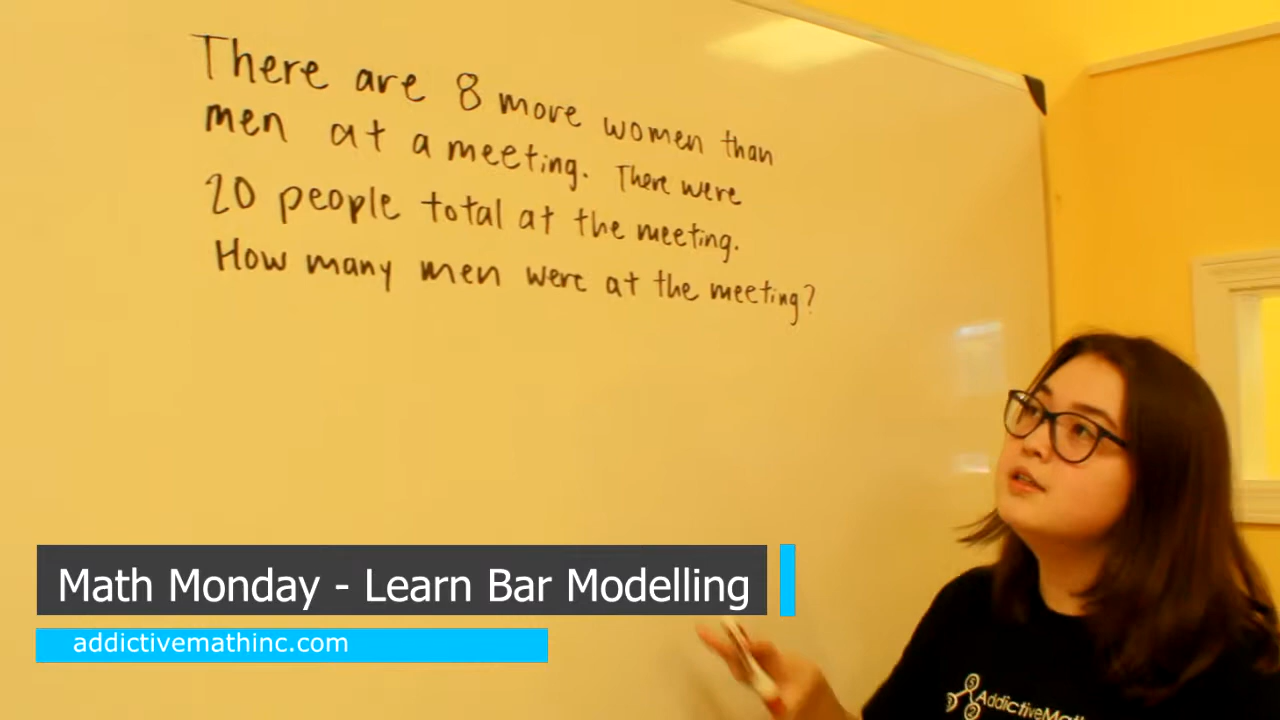 There are 8 more women than
men at a meeting. There were
20 people total at the meeting.
How many men were at the meeting?
Math Monday - Learn Bar Modelling
addictivemathinc.com
AddictiveMath